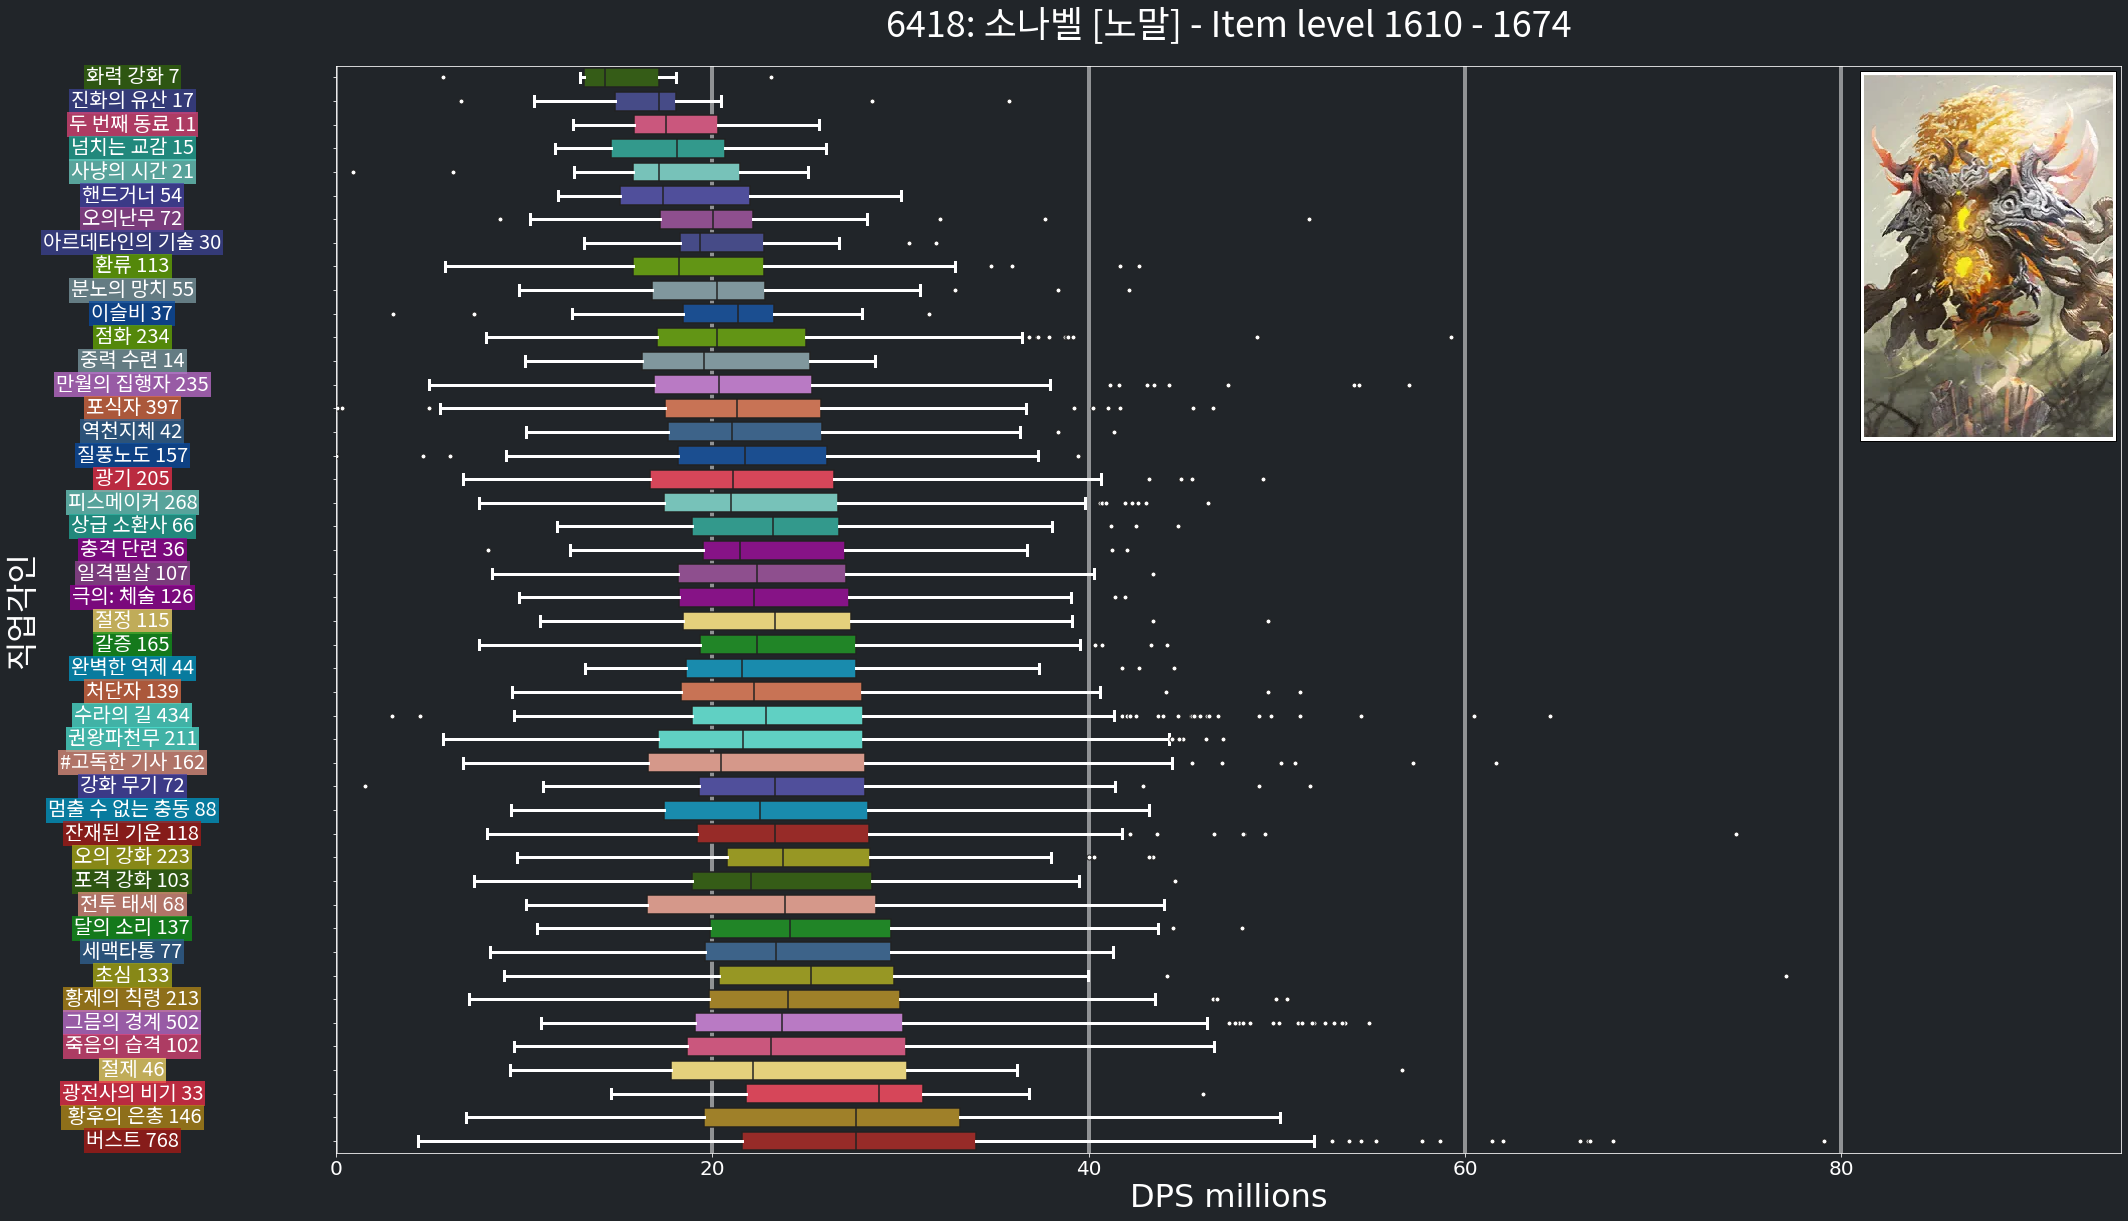 6418: 소나벨 [노말] - Item level 1610 - 1674
화력 강화 7
진화의 유산 17
두 번째 동료 11
넘치는 교감 15
사냥의 시간 21
핸드거너 54
오의난무 72
아르데타인의 기술 30
환류 113
분노의 망치 55
이슬비 37
점화 234
중력 수련 14
만월의 집행자 235
포식자 397
역천지체 42
질풍노도 157
광기 205
피스메이커 268
상급 소환사 66
충격 단련 36
일격필살 107
극의: 체술 126
절정 115
갈증 165
완벽한 억제 44
처단자 139
수라의 길 434
권왕파천무 211
#고독한 기사 162
강화 무기 72
멈출 수 없는 충동 88
잔재된 기운 118
오의 강화 223
포격 강화 103
전투 태세 68
달의 소리 137
세맥타통 77
초심 133
황제의 칙령 213
그믐의 경계 502
죽음의 습격 102
절제 46
광전사의 비기 33
황후의 은총 146
버스트 768
직업각인
0 20 40 60 80
DPS millions